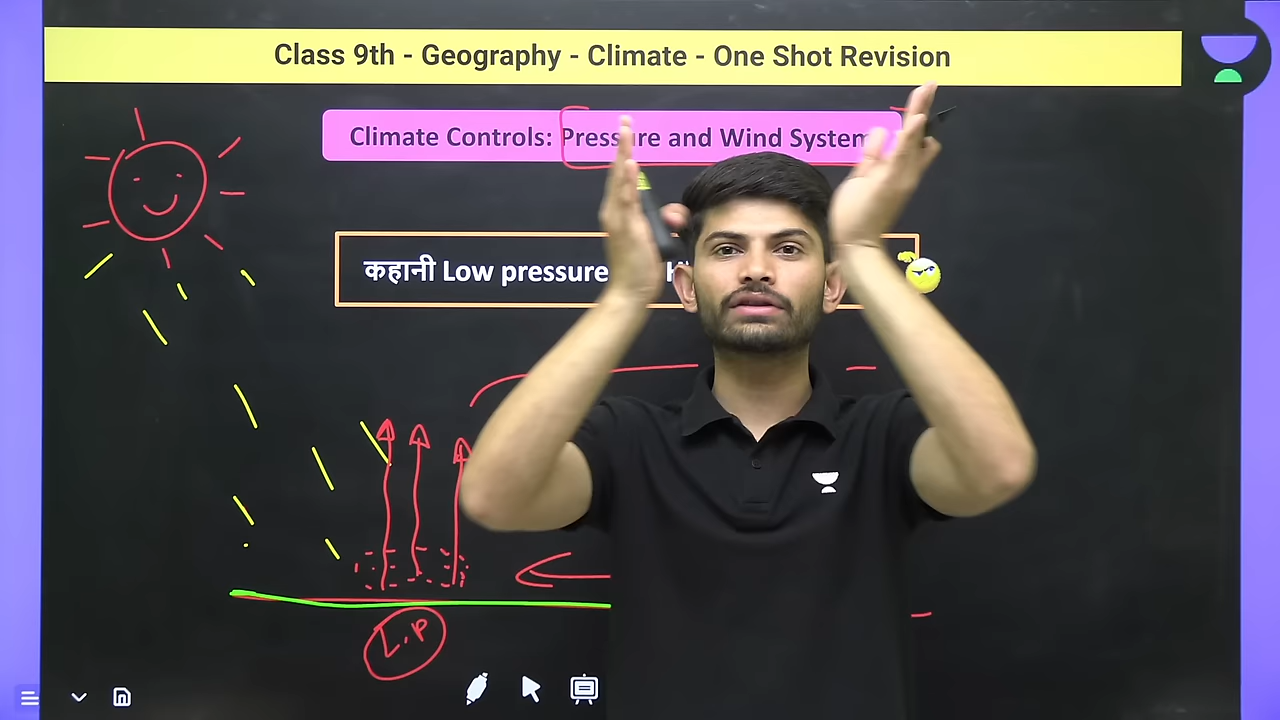 Class 9th - Geography - Climate - One Shot Revision
Climate Controls: Pressure and Wind System
कहानी Low pressure
L.P